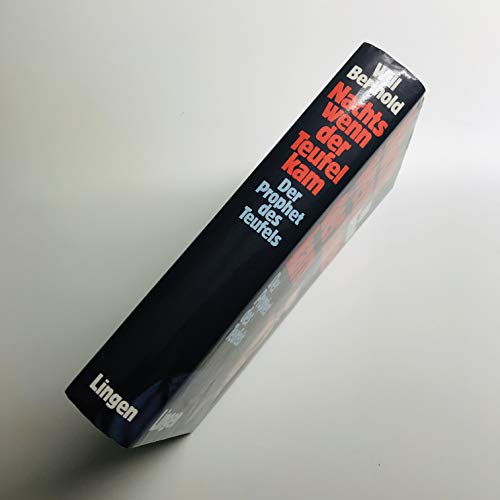 Will
Berthold
Nachts
wenn
der
Teufel
kam
Der
Prophet
des
Teufels
Lingen